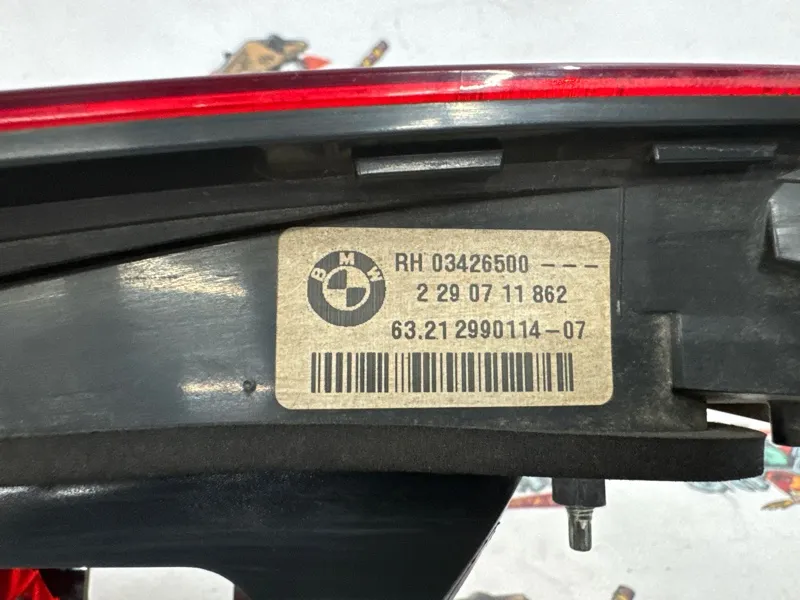 BMW
RH 03426500 ---
2 29 07 11 862
63.21 2990114-07